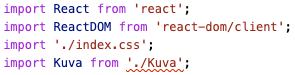 import React from 'react';
import ReactDOM from 'react-dom/client';
import './index.css';
import Kuva from './Kuva';